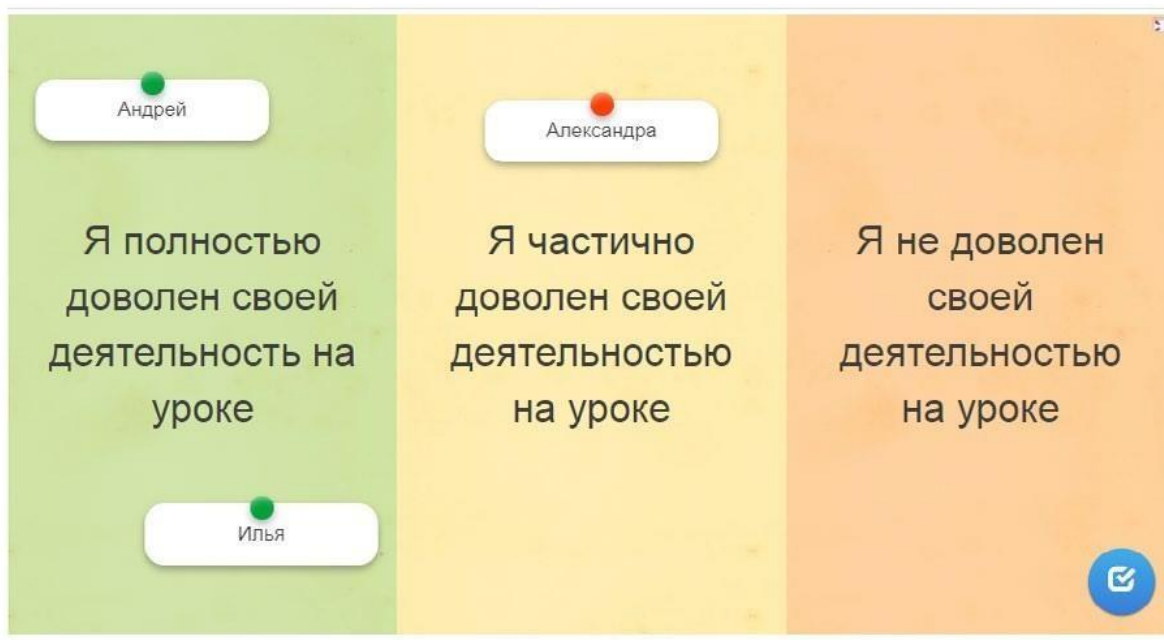 Андрей
Я полностью
доволен своей
деятельность на
уроке
Илья
Александра
Я частично
доволен своей
деятельностью
на уроке
Я не доволен
своей
деятельностью
на уроке